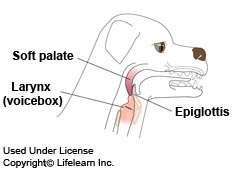 Soft palate
Larynx
(voicebox)
Epiglottis
Used Under License
Copyright© Lifelearn Inc.